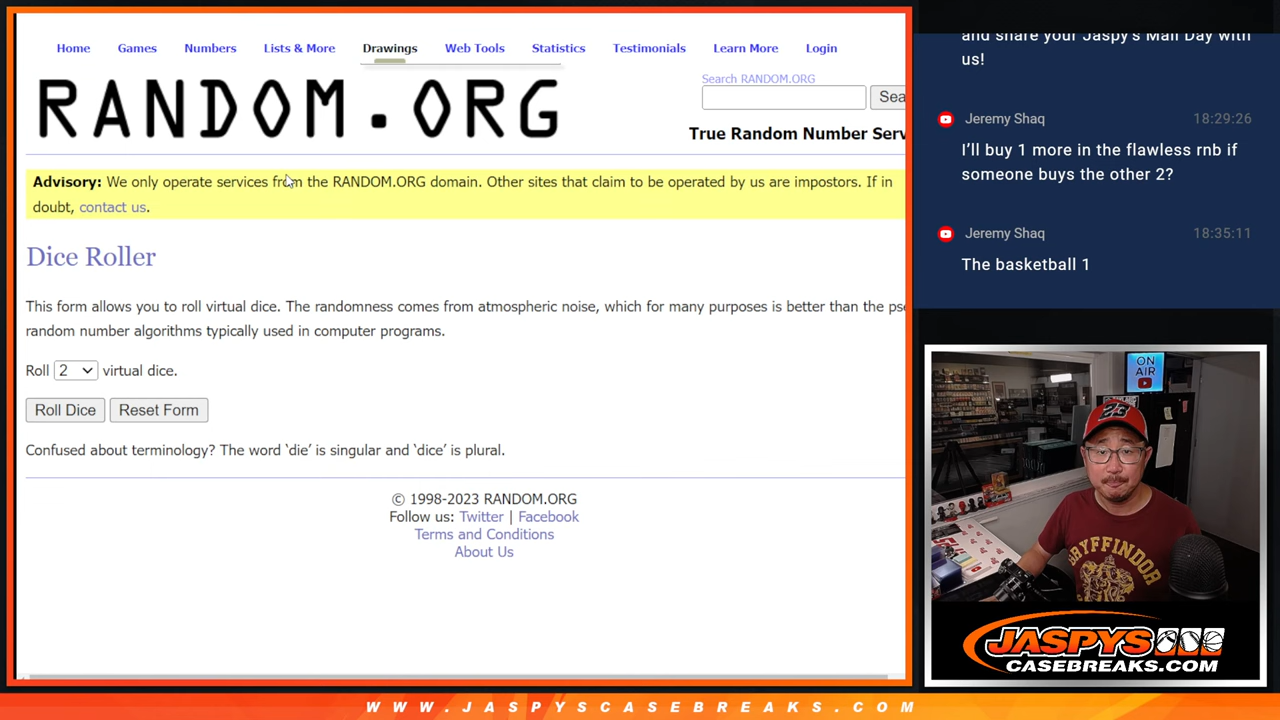 Home Games Numbers Lists & More Drawings Web Tools Statistics Testimonials Learn More Login
RANDOM.ORG
Search RANDOM.ORG
Sea
True Random Number Serv
Advisory: We only operate services from the RANDOM.ORG domain. Other sites that claim to be operated by us are impostors. If in
doubt, contact us.
Dice Roller
This form allows you to roll virtual dice. The randomness comes from atmospheric noise, which for many purposes is better than the pse
random number algorithms typically used in computer programs.
Roll 2 virtual dice.
Roll Dice Reset Form
Confused about terminology? The word ‘die’ is singular and ‘dice’ is plural.
© 1998-2023 RANDOM.ORG
Follow us: Twitter | Facebook
Terms and Conditions
About Us
and share your Jaspy's Mail Day with
us!
Jeremy Shaq 18:29:26
I’ll buy 1 more in the flawless rnb if
someone buys the other 2?
Jeremy Shaq 18:35:11
The basketball 1
ON
AIR
23
GRYFFINDOR
JASPYS
CASEBREAKS.COM
WWW.JASPYSCASEBREAKS.COM